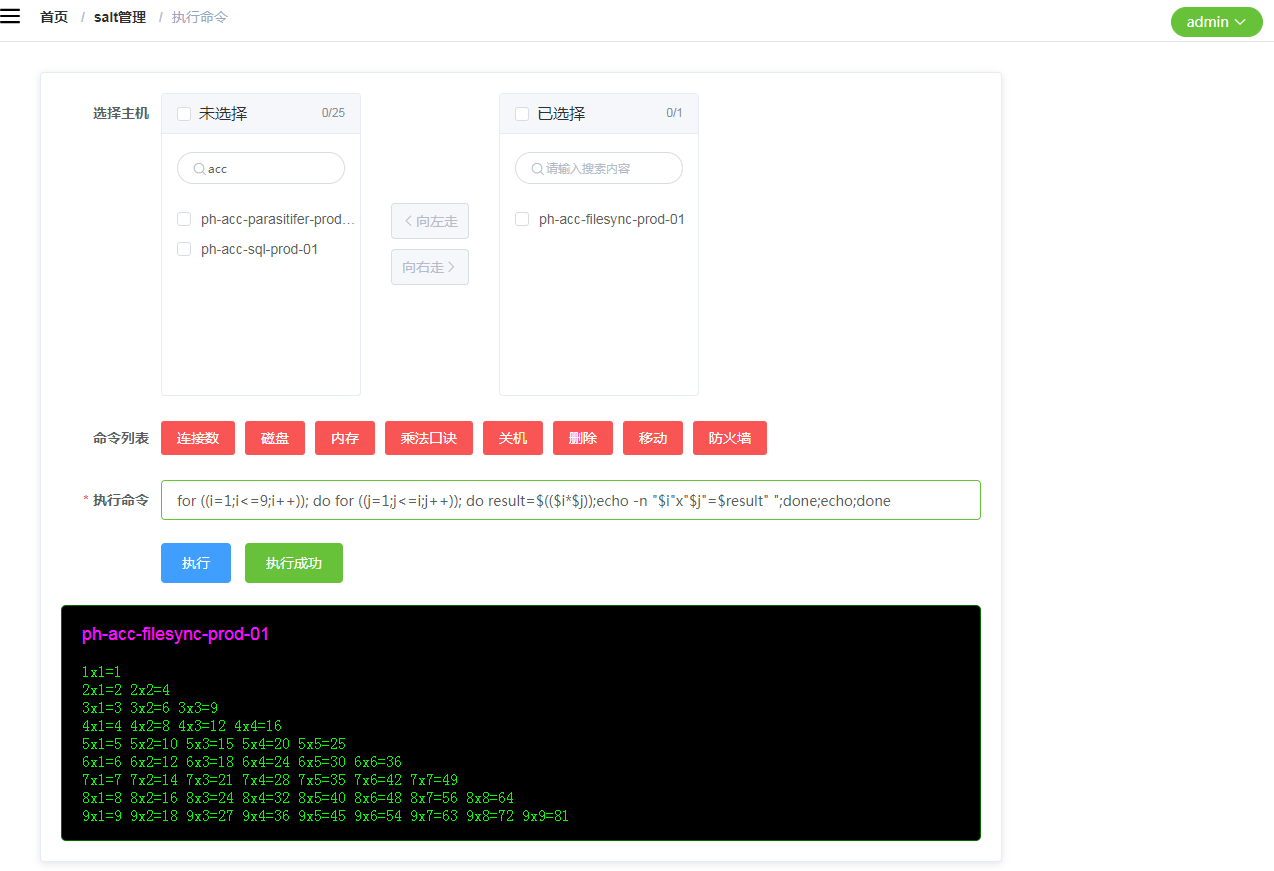 首页 / salt管理 / 执行命令
admin
选择主机
未选择 0/25
acc
ph-acc-parasitifer-prod...
ph-acc-sql-prod-01
向左走
向右走
已选择 0/1
请输入搜索内容
ph-acc-filesync-prod-01
命令列表 连接数 磁盘 内存 乘法口诀 关机 删除 移动 防火墙
* 执行命令 for ((i=1;i<=9;i++)); do for ((j=1;j<=i;j++)); do result=$(($i*$j));echo -n "$i"x"$j"=$result" ";done;echo;done
执行 执行成功
ph-acc-filesync-prod-01
1x1=1
2x1=2 2x2=4
3x1=3 3x2=6 3x3=9
4x1=4 4x2=8 4x3=12 4x4=16
5x1=5 5x2=10 5x3=15 5x4=20 5x5=25
6x1=6 6x2=12 6x3=18 6x4=24 6x5=30 6x6=36
7x1=7 7x2=14 7x3=21 7x4=28 7x5=35 7x6=42 7x7=49
8x1=8 8x2=16 8x3=24 8x4=32 8x5=40 8x6=48 8x7=56 8x8=64
9x1=9 9x2=18 9x3=27 9x4=36 9x5=45 9x6=54 9x7=63 9x8=72 9x9=81